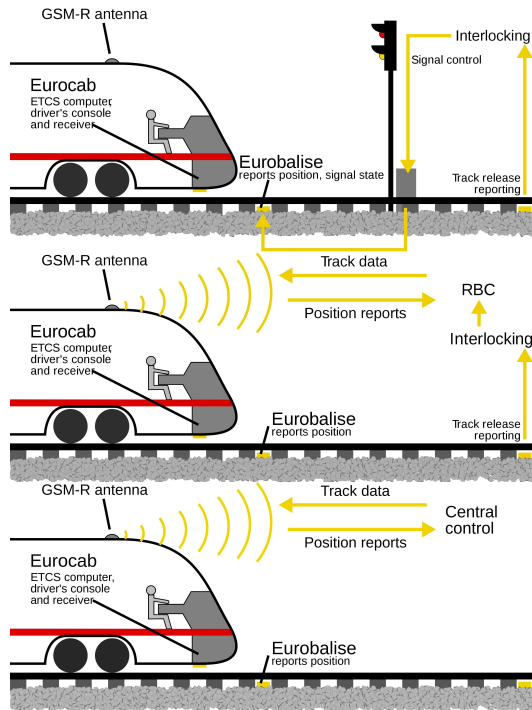 GSM-R antenna
Interlocking
Signal control
Eurocab
ETCS computer,
driver's console
and receiver
Eurobalise
reports position, signal state
Track release
reporting
GSM-R antenna
Track data
RBC
Position reports
Eurocab
ETCS computer,
driver's console
and receiver
Interlocking
Eurobalise
reports position
Track release
reporting
GSM-R antenna
Track data
Central
control
Position reports
Eurocab
ETCS computer,
driver's console
and receiver
Eurobalise
reports position